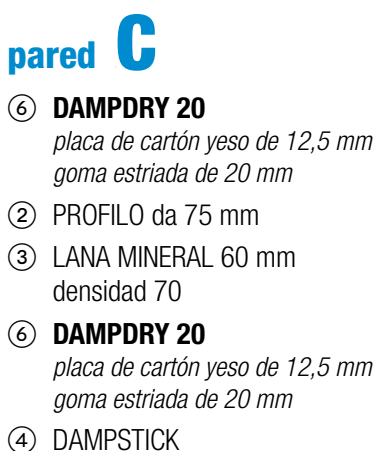 pared C
⑥ DAMPDRY 20
placa de cartón yeso de 12,5 mm
goma estriada de 20 mm
② PROFILO da 75 mm
③ LANA MINERAL 60 mm
densidad 70
⑥ DAMPDRY 20
placa de cartón yeso de 12,5 mm
goma estriada de 20 mm
④ DAMPSTICK